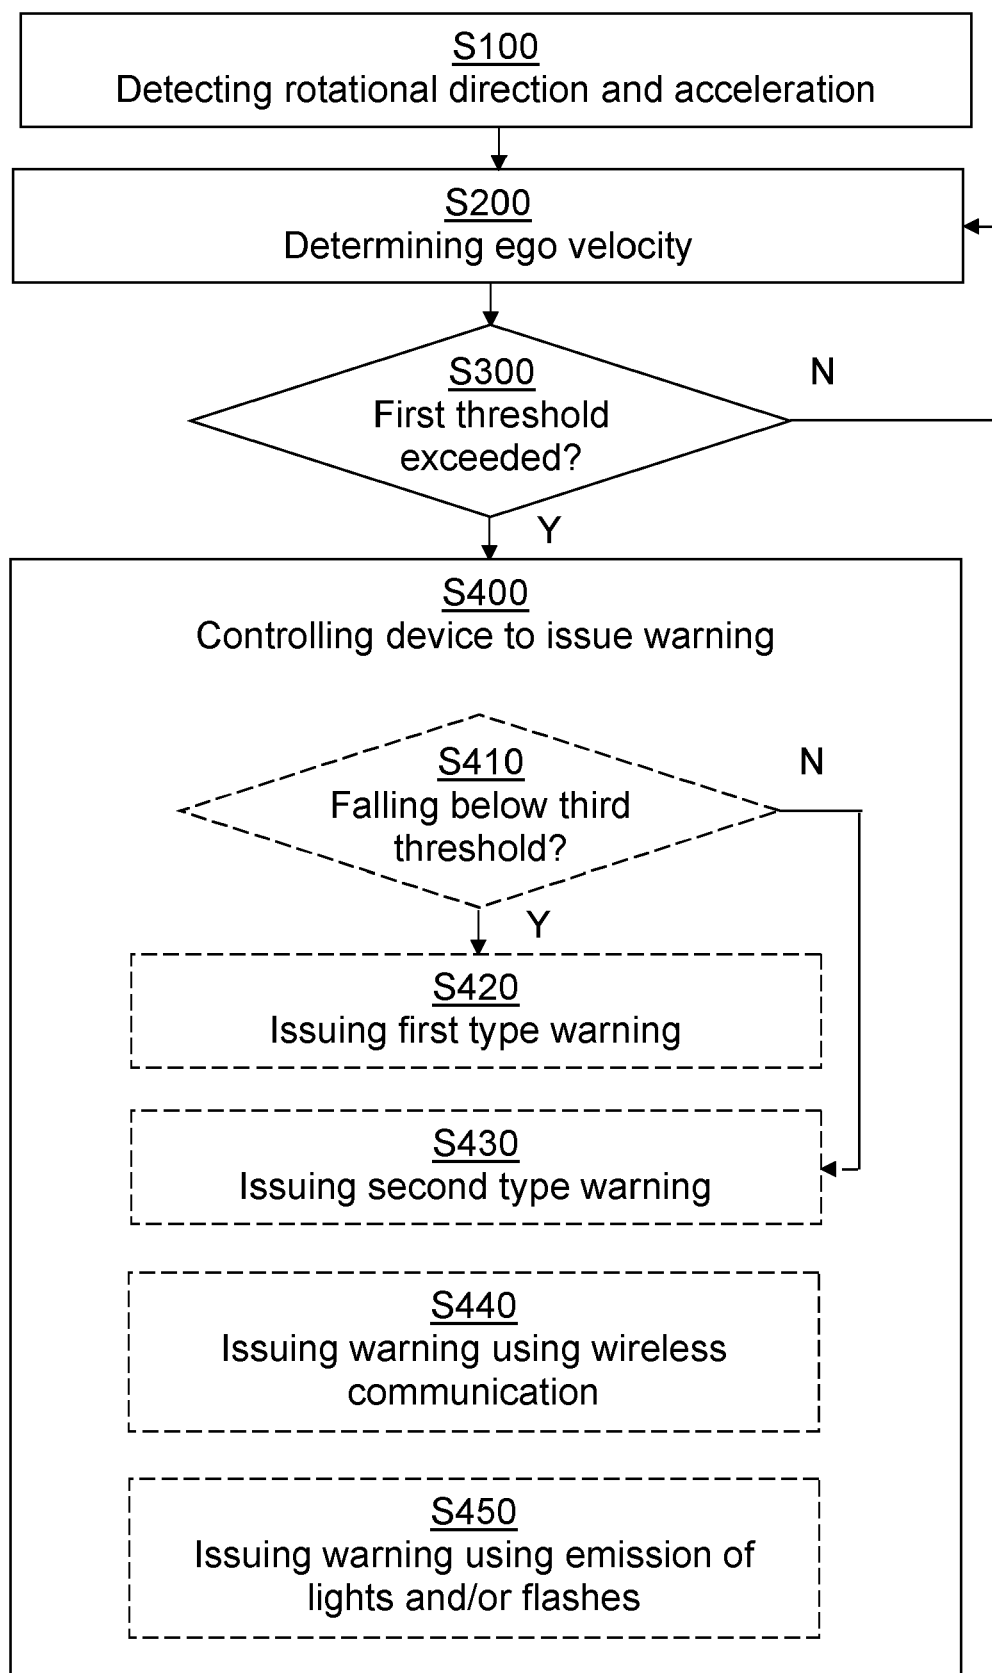 S100
Detecting rotational direction and acceleration
S200
Determining ego velocity
S300
First threshold
exceeded?
N
Y
S400
Controlling device to issue warning
S410
Falling below third
threshold?
N
Y
S420
Issuing first type warning
S430
Issuing second type warning
S440
Issuing warning using wireless
communication
S450
Issuing warning using emission of
lights and/or flashes